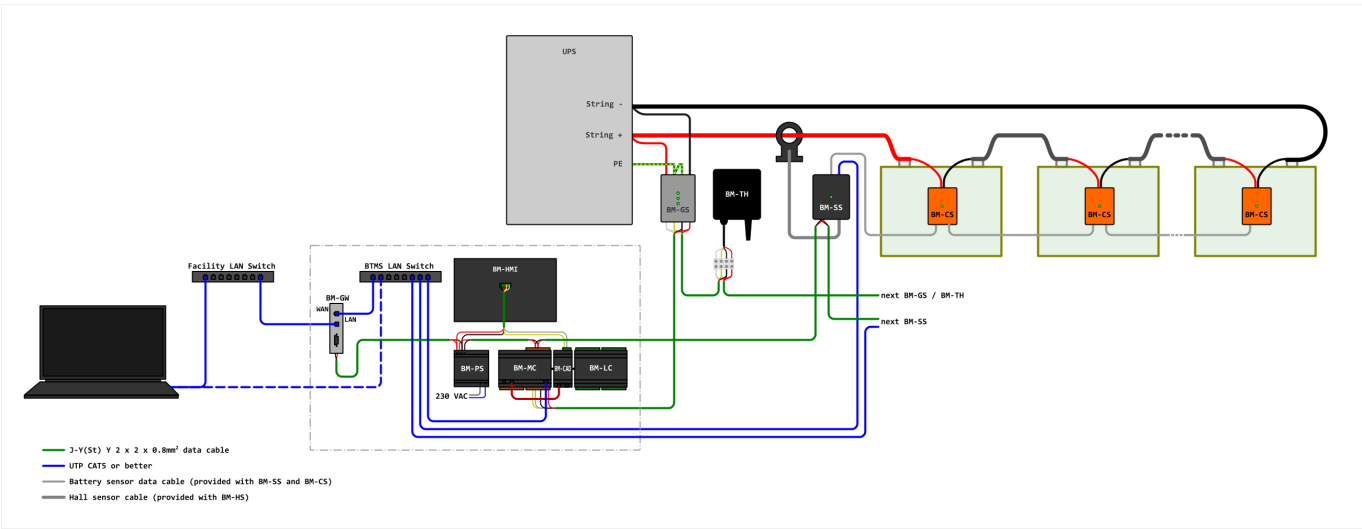 UPS
String -
String +
PE
BM-GS
BM-TH
BM-SS
BM-CS
BM-CS
BM-CS
Facility LAN Switch
BTMS LAN Switch
BM-HMI
BM-GW
WAN
LAN
next BM-GS / BM-TH
next BM-SS
BM-PS
BM-MC
BM-CAD
BM-LC
230 VAC
J-Y(St) Y 2 x 2 x 0.8mm² data cable
UTP CAT5 or better
Battery sensor data cable (provided with BM-SS and BM-CS)
Hall sensor cable (provided with BM-HS)